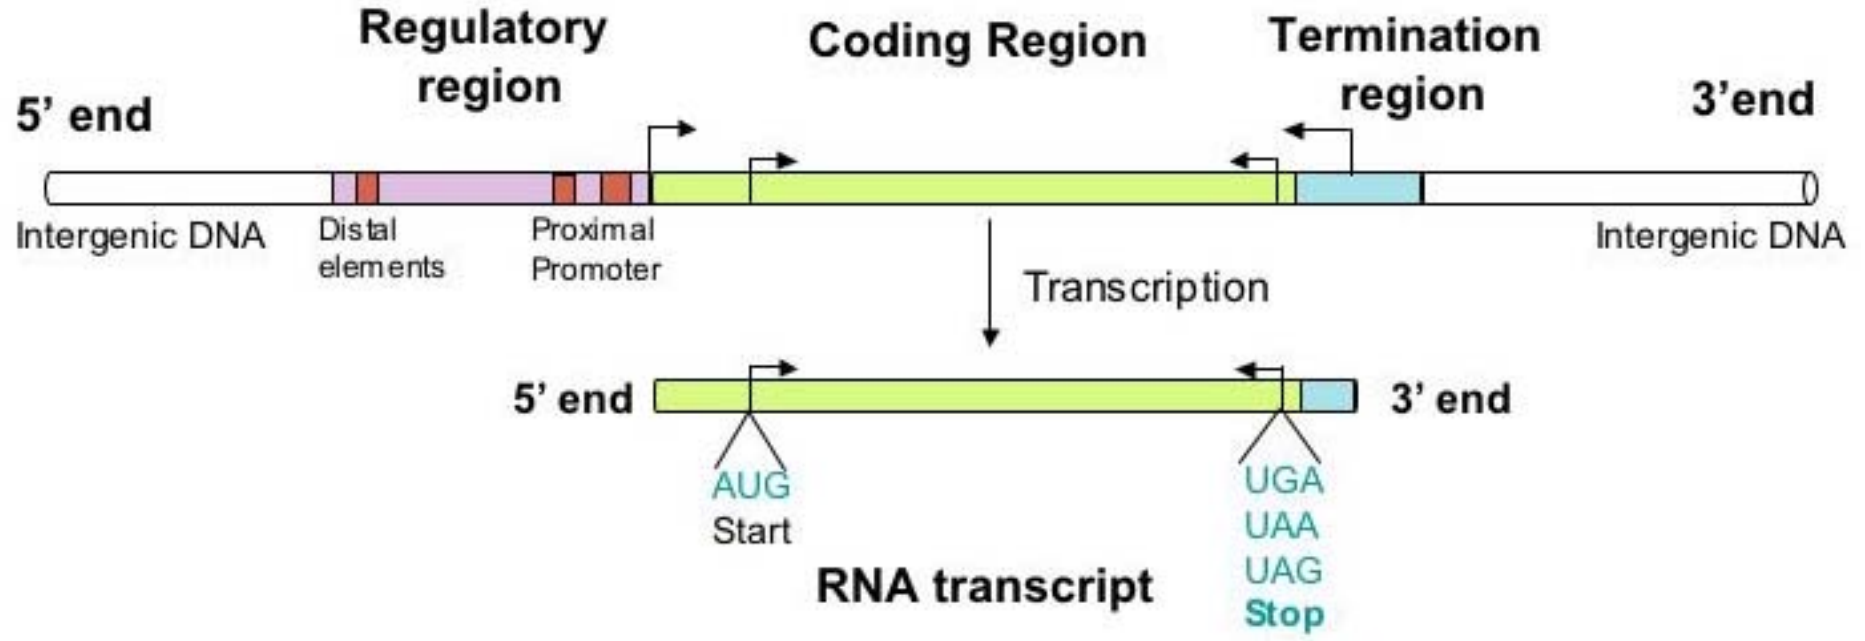 Regulatory
region
Coding Region
Termination
region
5’ end
3’end
Intergenic DNA
Distal
elements
Proximal
Promoter
Intergenic DNA
Transcription
5’ end
3’ end
AUG
Start
UGA
UAA
UAG
Stop
RNA transcript